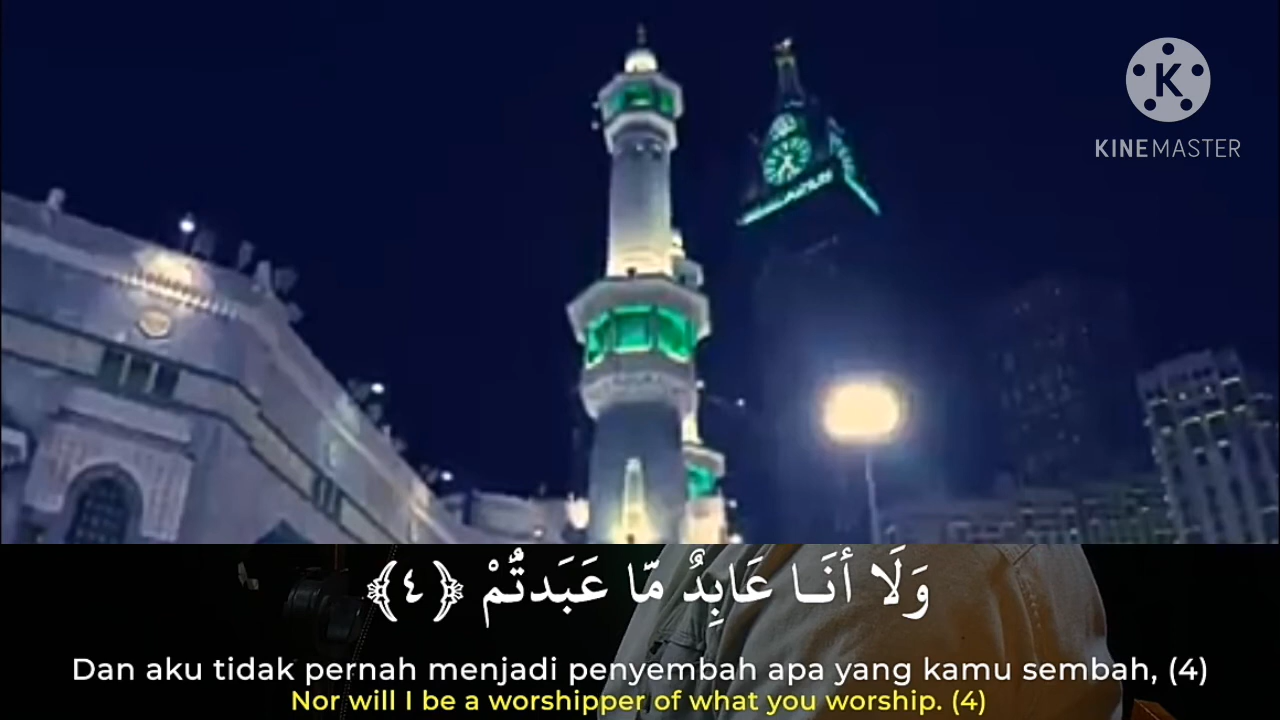 KINEMASTER
وَلَا أَنَا عَابِدٌ مَّا عَبَدتُّمْ ﴿٤﴾
Dan aku tidak pernah menjadi penyembah apa yang kamu sembah, (4)
Nor will I be a worshipper of what you worship. (4)